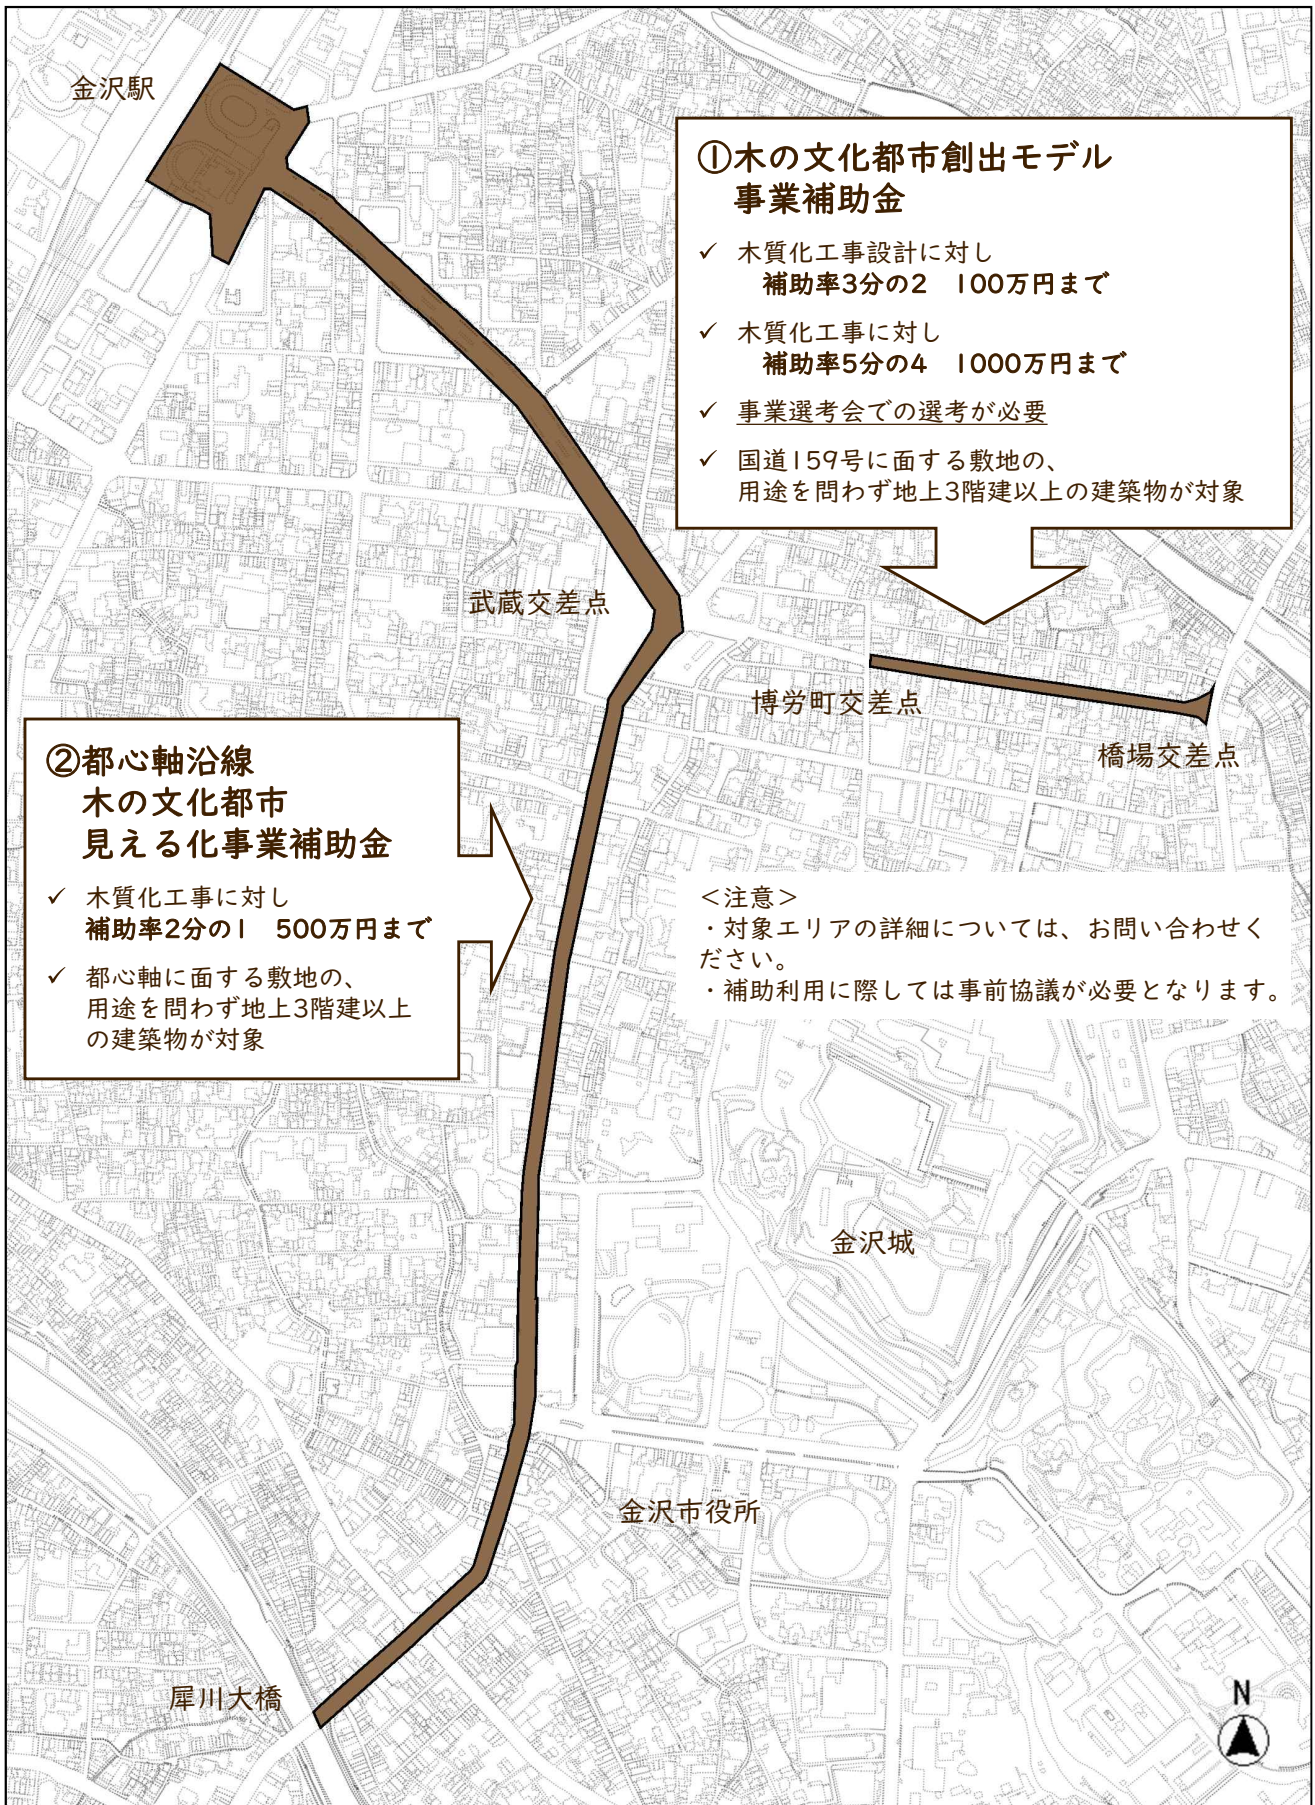 金沢駅
①木の文化都市創出モデル
事業補助金
✓ 木質化工事設計に対し
補助率3分の2 100万円まで
✓ 木質化工事に対し
補助率5分の4 1000万円まで
✓ 事業選考会での選考が必要
✓ 国道159号に面する敷地の、
用途を問わず地上3階建以上の建築物が対象
武蔵交差点
博労町交差点
橋場交差点
②都心軸沿線
木の文化都市
見える化事業補助金
✓ 木質化工事に対し
補助率2分の1 500万円まで
✓ 都心軸に面する敷地の、
用途を問わず地上3階建以上
の建築物が対象
＜注意＞
・対象エリアの詳細については、お問い合わせく
ださい。
・補助利用に際しては事前協議が必要となります。
金沢城
金沢市役所
犀川大橋
N